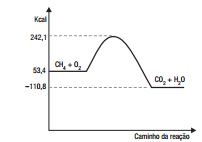 Kcal
242,1
CH₄ + O₂
53,4
CO₂ + H₂O
–110,8
Caminho da reação